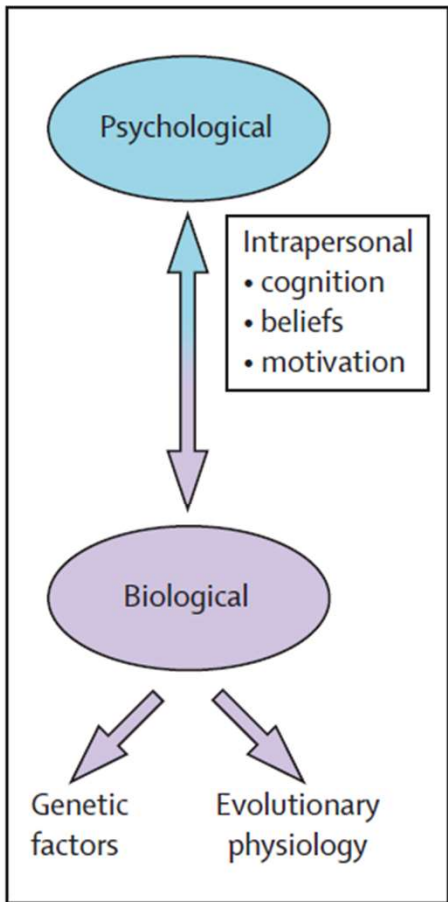 Psychological
Intrapersonal
• cognition
• beliefs
• motivation
Biological
Genetic
factors
Evolutionary
physiology